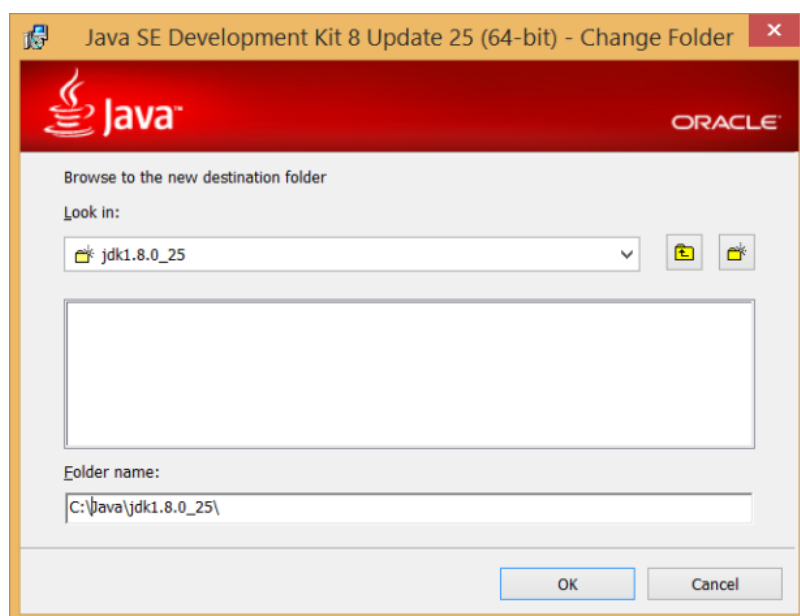 Java SE Development Kit 8 Update 25 (64-bit) - Change Folder
Java™
ORACLE
Browse to the new destination folder
Look in:
jdk1.8.0_25
Folder name:
C:\Java\jdk1.8.0_25\
OK
Cancel